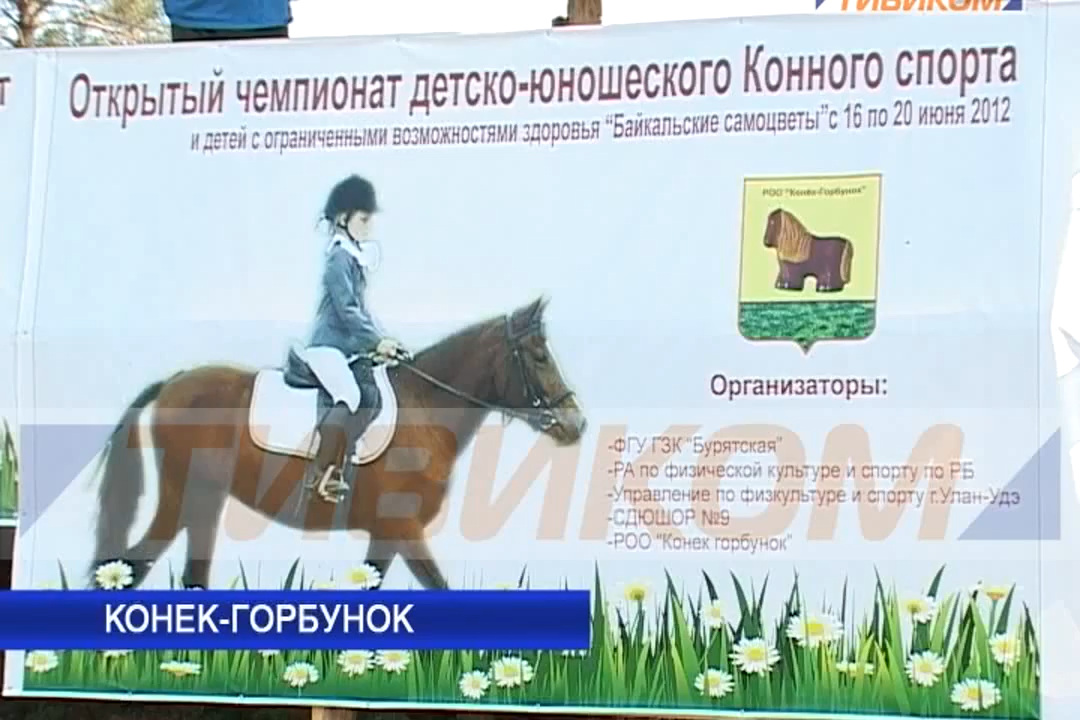 ТИВИКОМ
т
Открытый чемпионат детско-юношеского Конного спорта
и детей с ограниченными возможностями здоровья “Байкальские самоцветы”с 16 по 20 июня 2012
РОО "Конек-Горбунок"
Организаторы:
-ФГУ ГЗК “Бурятская”
-РА по физической культуре и спорту по РБ
-Управление по физкультуре и спорту г.Улан-Удэ
-СДЮШОР №9
-РОО “Конек горбунок”
ТИВИКОМ
КОНЕК-ГОРБУНОК